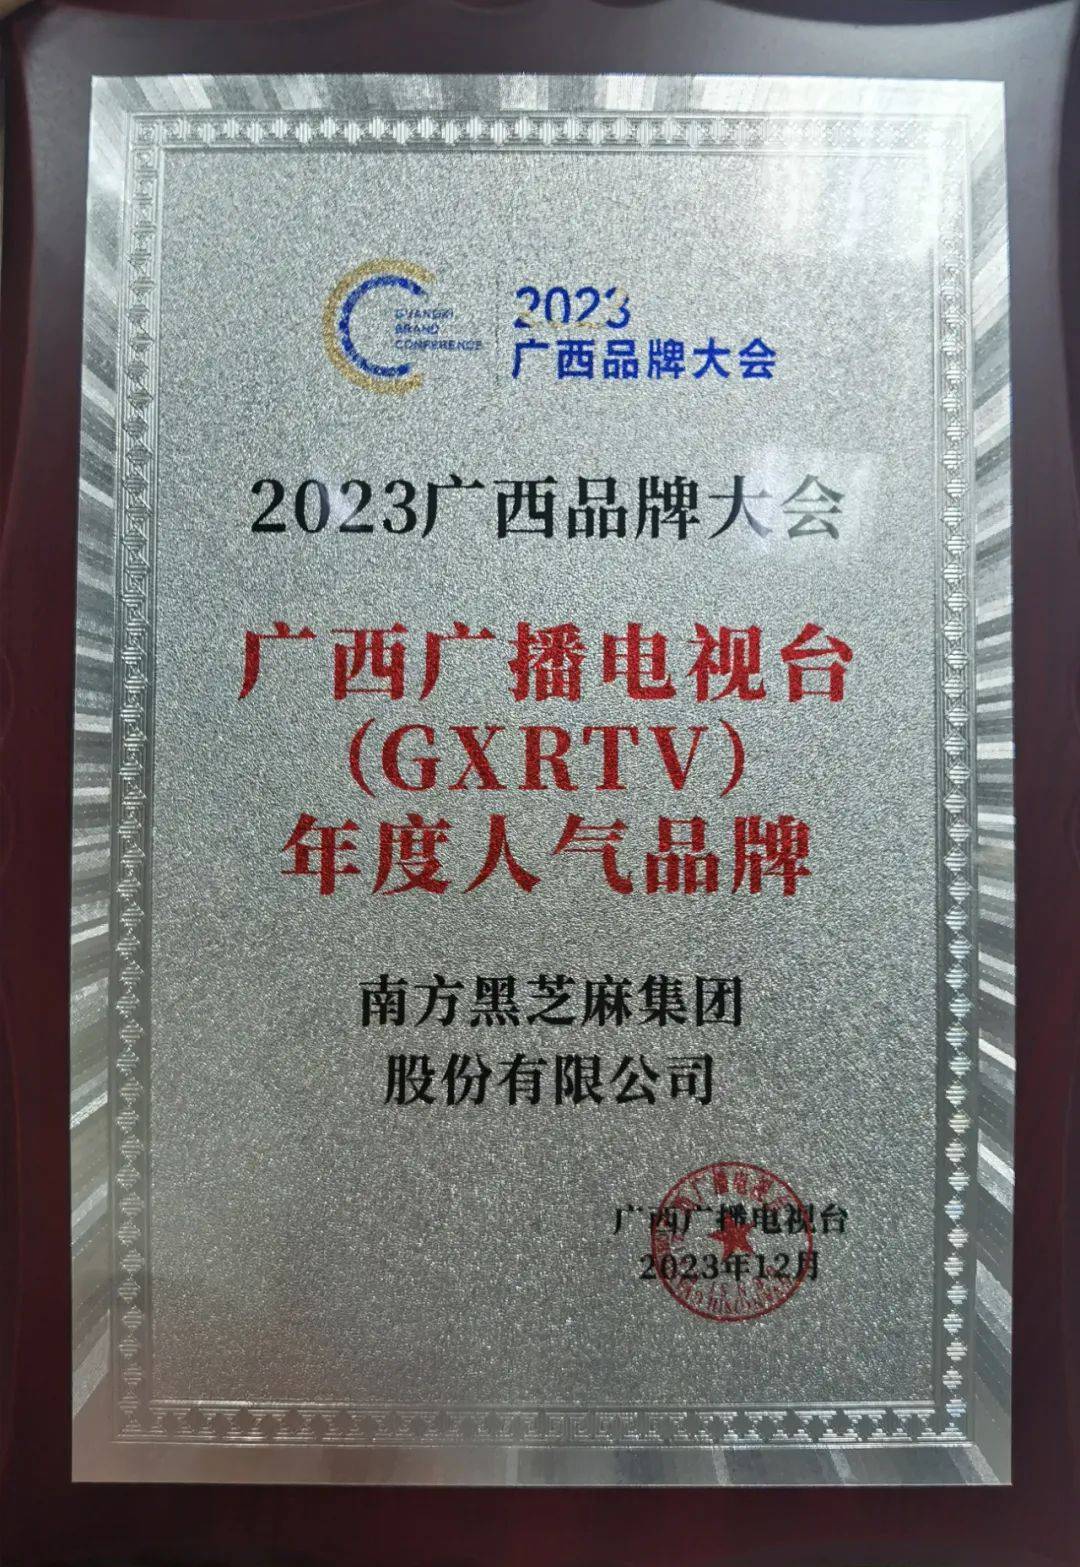 GUANGXI
BRAND
CONFERENCE
2023
广西品牌大会
2023广西品牌大会
广西广播电视台
(GXRTV)
年度人气品牌
南方黑芝麻集团
股份有限公司
广西广播电视台
2023年12月